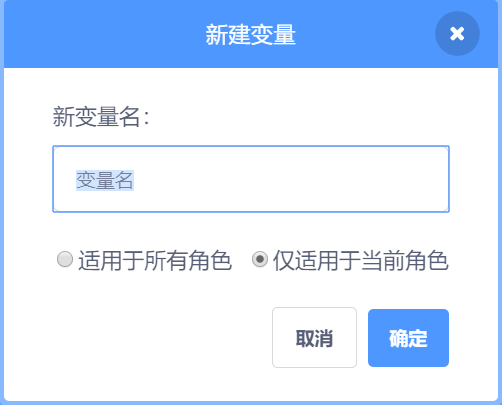 新建变量
新变量名：
变量名
适用于所有角色 仅适用于当前角色
取消 确定